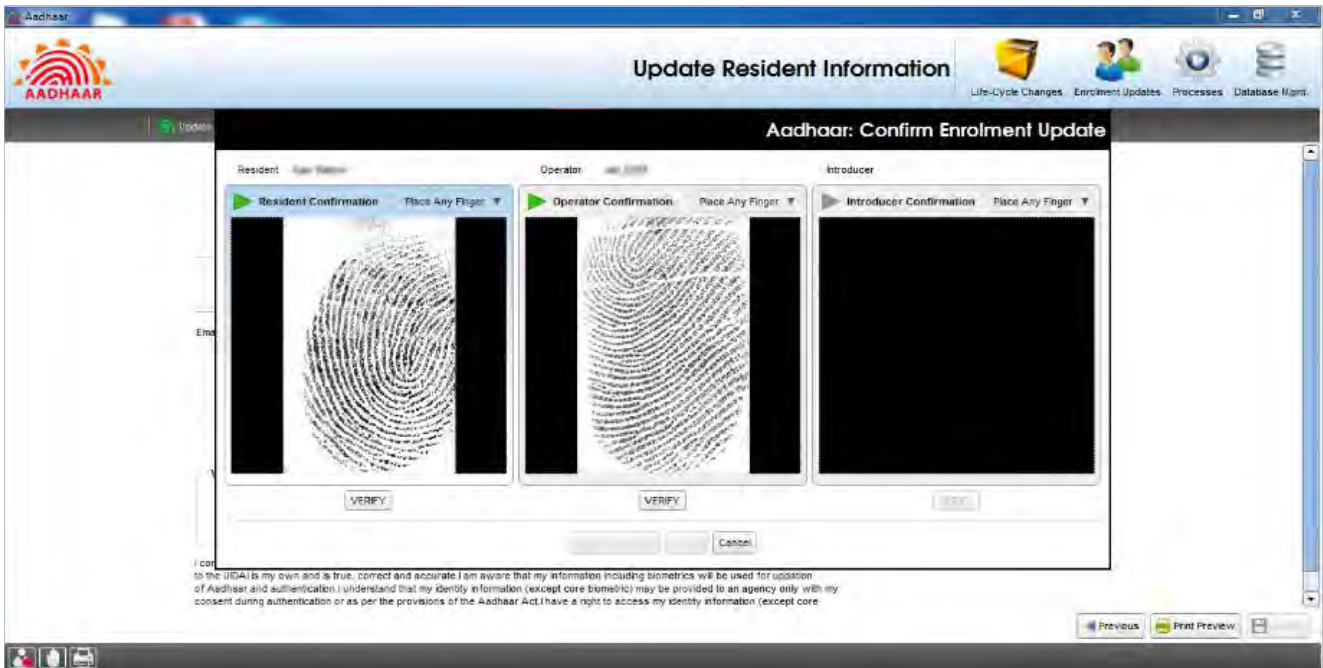 Aadhaar
AADHAAR
Update Resident Information
Life-Cycle Changes
Enrolment Updates
Processes
Database Mgmt.
Update
Aadhaar: Confirm Enrolment Update
Resident
Operator
Introducer
Resident Confirmation
Place Any Finger
Operator Confirmation
Place Any Finger
Introducer Confirmation
Place Any Finger
Ema
VERIFY
VERIFY
Cancel
I con
to the UIDAI is my own and is true, correct and accurate.I am aware that my information including biometrics will be used for updation
of Aadhaar and authentication.I understand that my identity information (except core biometric) may be provided to an agency only with my
consent during authentication or as per the provisions of the Aadhaar Act.I have a right to access my identity information (except core
Previous
Print Preview